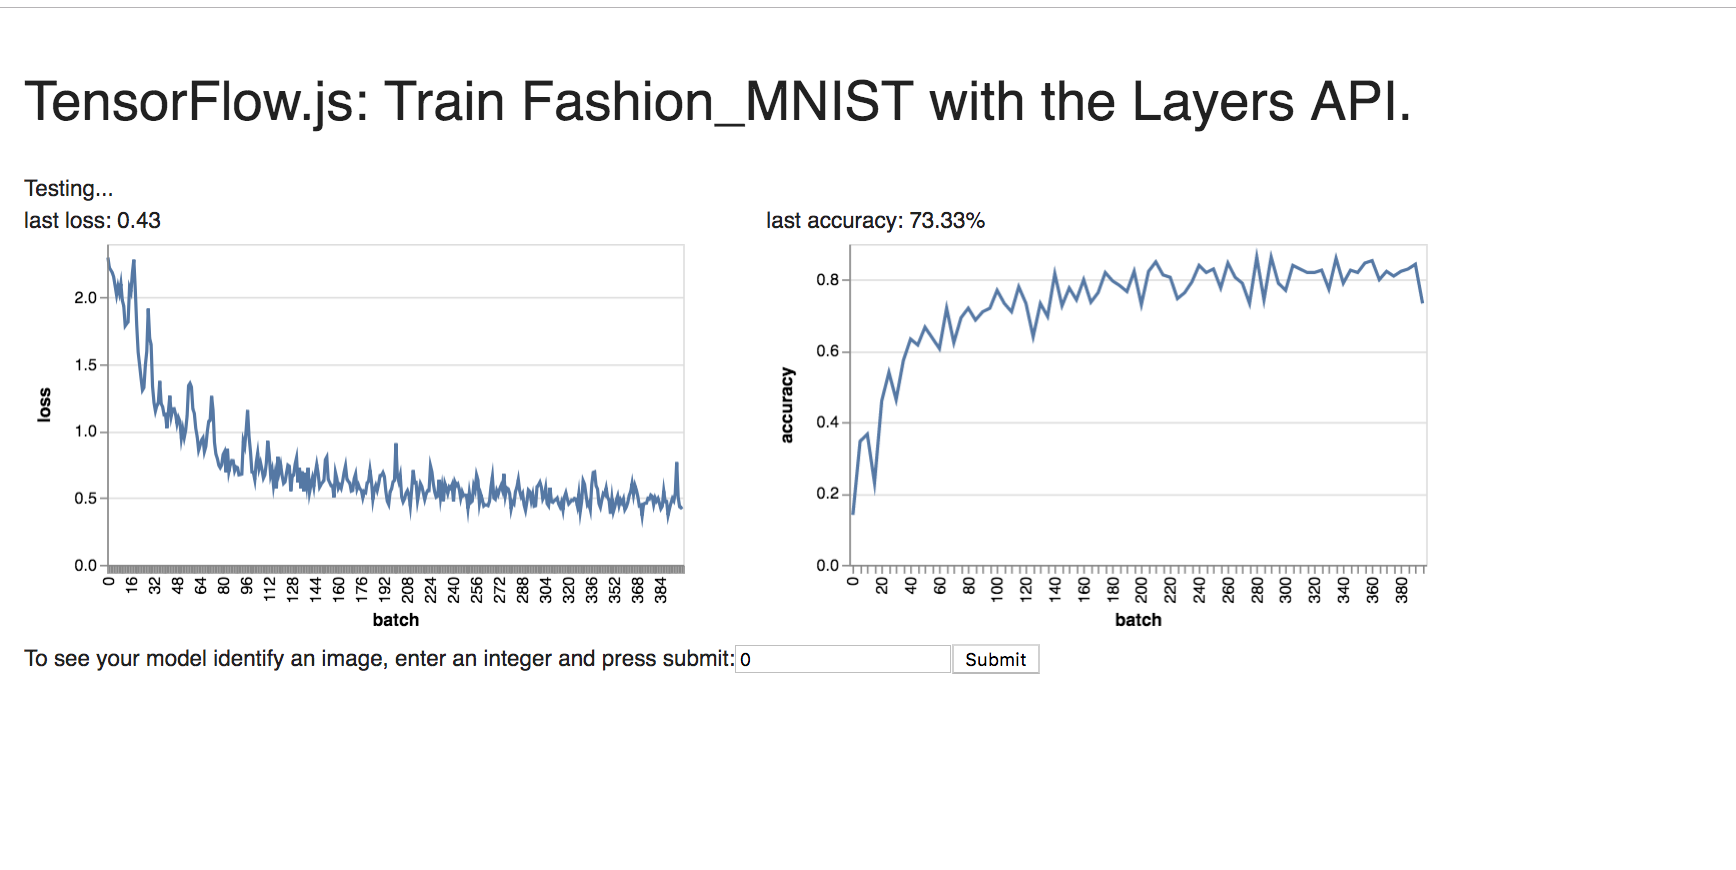 TensorFlow.js: Train Fashion_MNIST with the Layers API.
Testing...
last loss: 0.43
last accuracy: 73.33%
2.0
1.5
1.0
0.5
0.0
loss
0 16 32 48 64 80 96 112 128 144 160 176 192 208 224 240 256 272 288 304 320 336 352 368 384
batch
0.8
0.6
0.4
0.2
0.0
accuracy
0 20 40 60 80 100 120 140 160 180 200 220 240 260 280 300 320 340 360 380
batch
To see your model identify an image, enter an integer and press submit: 0 Submit